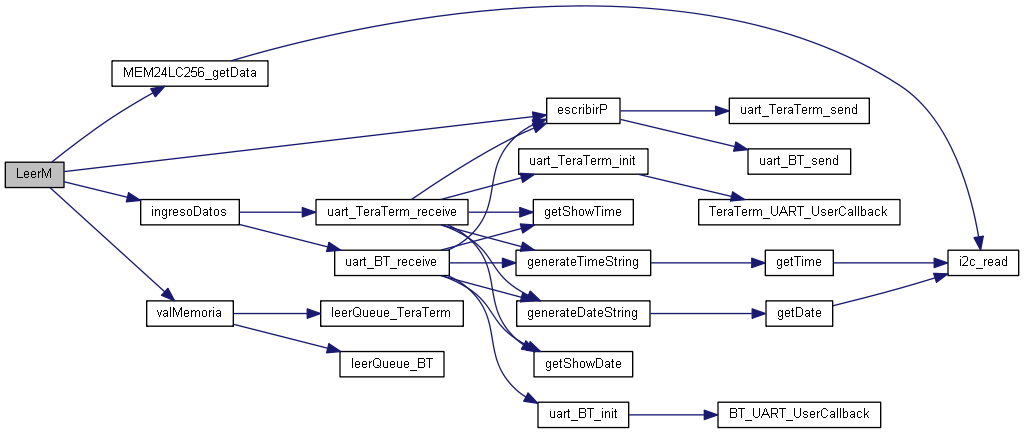 MEM24LC256_getData
escribirP
uart_TeraTerm_send
uart_TeraTerm_init
uart_BT_send
LeerM
ingresoDatos
uart_TeraTerm_receive
getShowTime
TeraTerm_UART_UserCallback
uart_BT_receive
generateTimeString
getTime
i2c_read
valMemoria
leerQueue_TeraTerm
generateDateString
getDate
leerQueue_BT
getShowDate
uart_BT_init
BT_UART_UserCallback